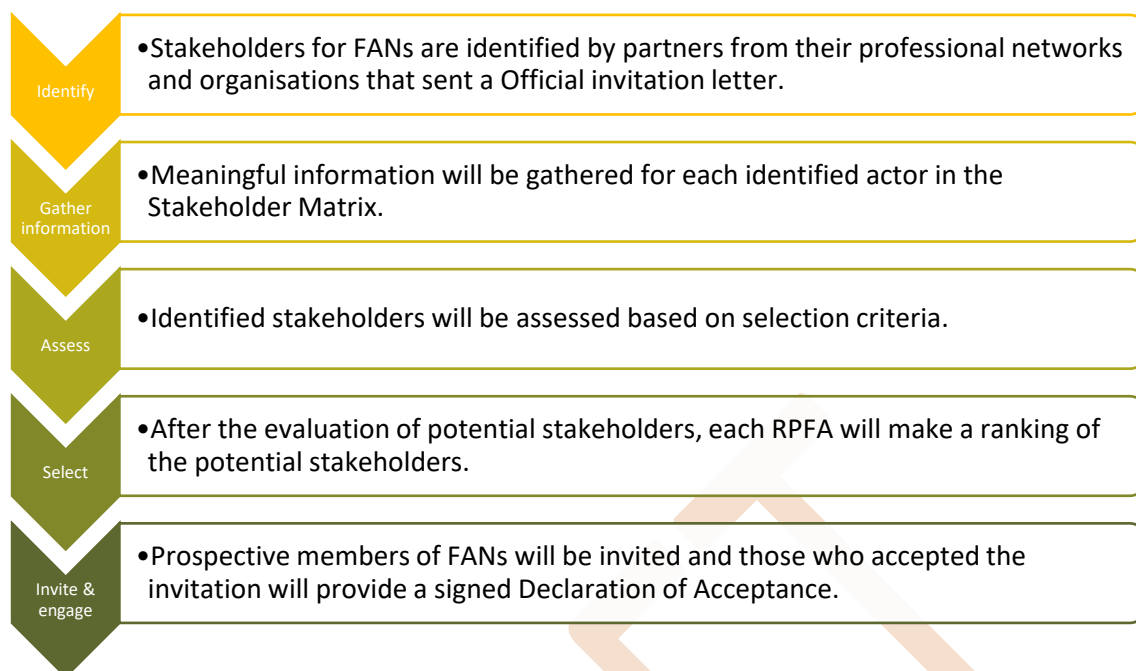 Identify
•Stakeholders for FANs are identified by partners from their professional networks
and organisations that sent a Official invitation letter.
Gather
information
•Meaningful information will be gathered for each identified actor in the
Stakeholder Matrix.
Assess
•Identified stakeholders will be assessed based on selection criteria.
Select
•After the evaluation of potential stakeholders, each RPFA will make a ranking of
the potential stakeholders.
Invite &
engage
•Prospective members of FANs will be invited and those who accepted the
invitation will provide a signed Declaration of Acceptance.